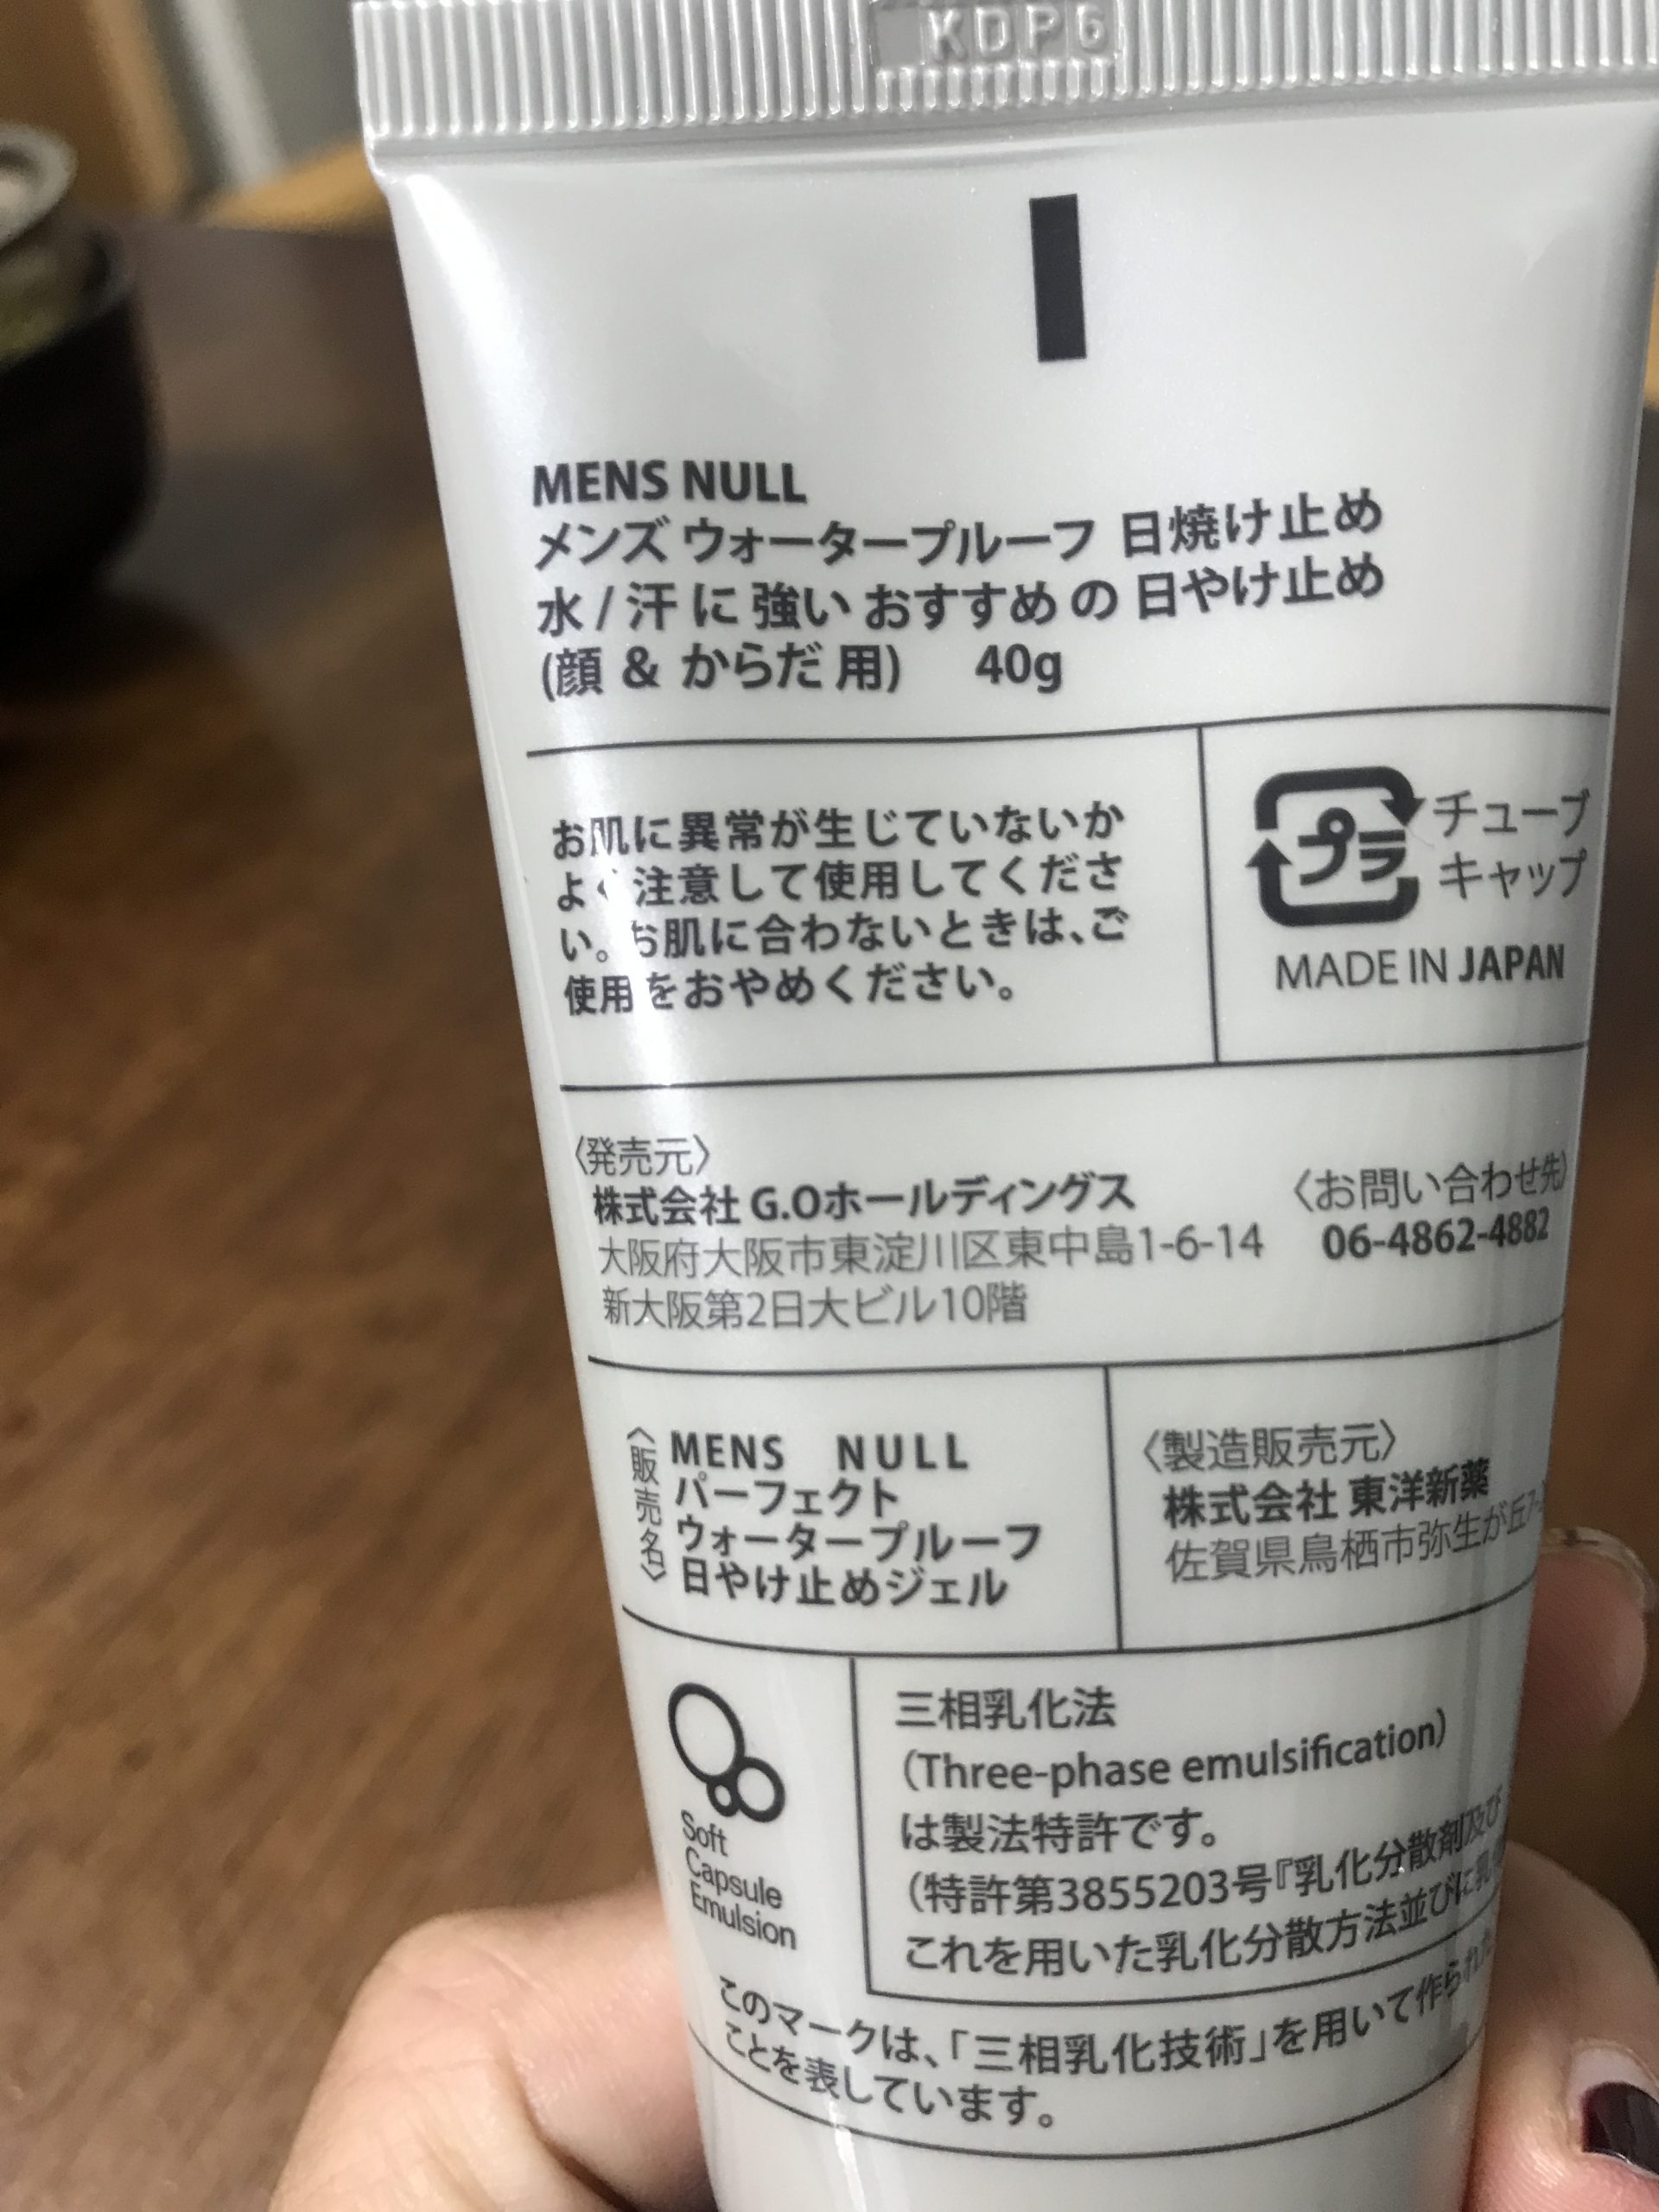 KDP6
MENS NULL
メンズ ウォータープルーフ 日焼け止め
水 / 汗 に 強い おすすめ の 日やけ止め
(顔 & からだ 用) 40g
お肌に異常が生じていないか
よく注意して使用してくださ
い。お肌に合わないときは、ご
使用をおやめください。
プラ
チューブ
キャップ
MADE IN JAPAN
〈発売元〉
株式会社 G.Oホールディングス
大阪府大阪市東淀川区東中島1-6-14
新大阪第2日大ビル10階
〈お問い合わせ先〉
06-4862-4882
〈販売名〉
MENS NULL
パーフェクト
ウォータープルーフ
日やけ止めジェル
〈製造販売元〉
株式会社 東洋新薬
佐賀県鳥栖市弥生が丘
Soft
Capsule
Emulsion
三相乳化法
(Three-phase emulsification)
は製法特許です。
(特許第3855203号『乳化分散剤及び
これを用いた乳化分散方法並びに乳
このマークは、「三相乳化技術」を用いて作られた
ことを表しています。